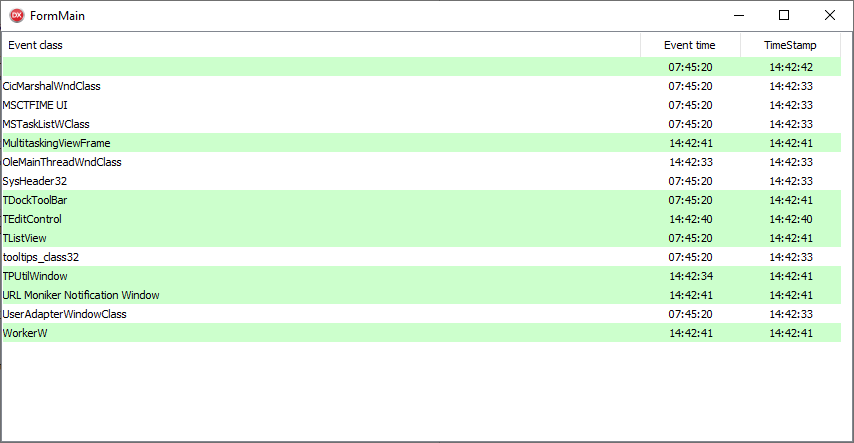 DX FormMain
Event class Event time TimeStamp
07:45:20 14:42:42
CicMarshalWndClass 07:45:20 14:42:33
MSCTFIME UI 07:45:20 14:42:33
MSTaskListWClass 07:45:20 14:42:33
MultitaskingViewFrame 14:42:41 14:42:41
OleMainThreadWndClass 14:42:33 14:42:33
SysHeader32 07:45:20 14:42:33
TDockToolBar 07:45:20 14:42:41
TEditControl 14:42:40 14:42:40
TListView 07:45:20 14:42:41
tooltips_class32 07:45:20 14:42:33
TPUtilWindow 14:42:34 14:42:41
URL Moniker Notification Window 14:42:41 14:42:41
UserAdapterWindowClass 07:45:20 14:42:33
WorkerW 14:42:41 14:42:41